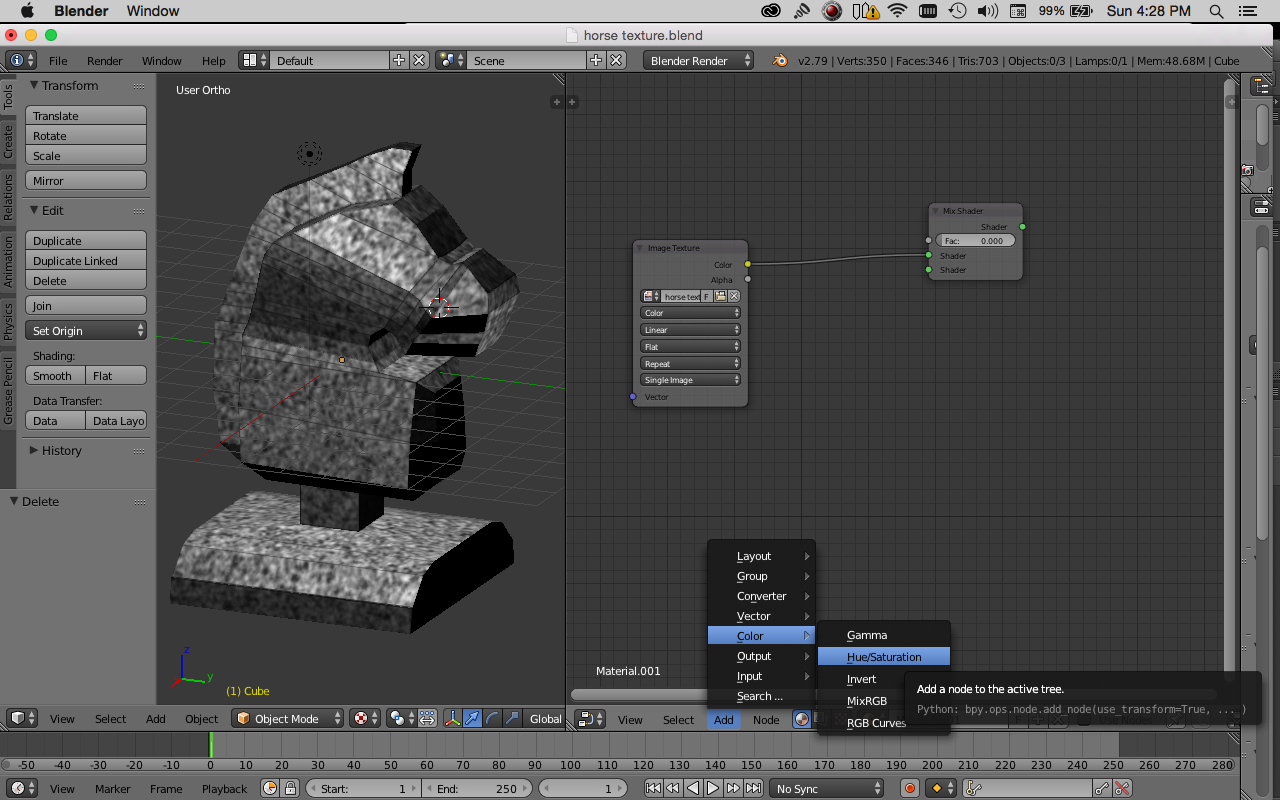 Blender Window 99% Sun 4:28 PM
horse texture.blend
File Render Window Help Default Scene Blender Render v2.79 | Verts:350 | Faces:346 | Tris:703 | Objects:0/3 | Lamps:0/1 | Mem:48.68M | Cube
Tools
Create
Relations
Animation
Physics
Grease Pencil
Transform
Translate
Rotate
Scale
Mirror
Edit
Duplicate
Duplicate Linked
Delete
Join
Set Origin
Shading:
Smooth Flat
Data Transfer:
Data Data Layo
History
Delete
User Ortho
z
y
(1) Cube
Image Texture
Color
Alpha
horse text F
Color
Linear
Flat
Repeat
Single Image
Vector
Mix Shader
Shader
Fac: 0.000
Shader
Shader
Material.001
Layout
Group
Converter
Vector
Color
Output
Input
Search ...
Gamma
Hue/Saturation
Invert
MixRGB
RGB Curves
Add a node to the active tree.
Python: bpy.ops.node.add_node(use_transform=True, ... )
View Select Add Object Object Mode Global
View Select Add Node
-50 -40 -30 -20 -10 0 10 20 30 40 50 60 70 80 90 100 110 120 130 140 150 160 170 180 190 200 210 220 230 240 250 260 270 280
View Marker Frame Playback Start: 1 End: 250 1 No Sync